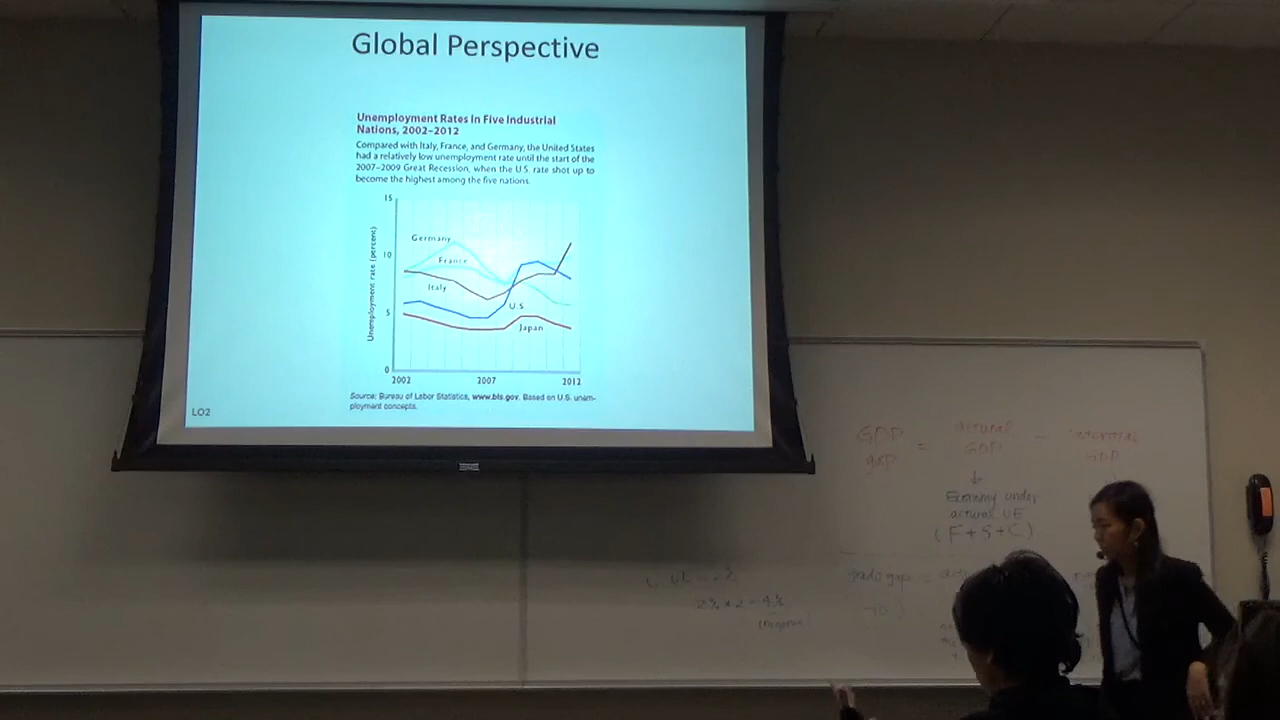 Global Perspective
Unemployment Rates in Five Industrial
Nations, 2002–2012
Compared with Italy, France, and Germany, the United States
had a relatively low unemployment rate until the start of the
2007–2009 Great Recession, when the U.S. rate shot up to
become the highest among the five nations.
Unemployment rate (percent)
15
10
5
0
Germany
France
Italy
U.S
Japan
2002 2007 2012
Source: Bureau of Labor Statistics, www.bls.gov. Based on U.S. unem-
ployment concepts.
LO2
GDP = actural −
gap GDP GDP
Economy under
actural UE
(F+S+C)
gap =